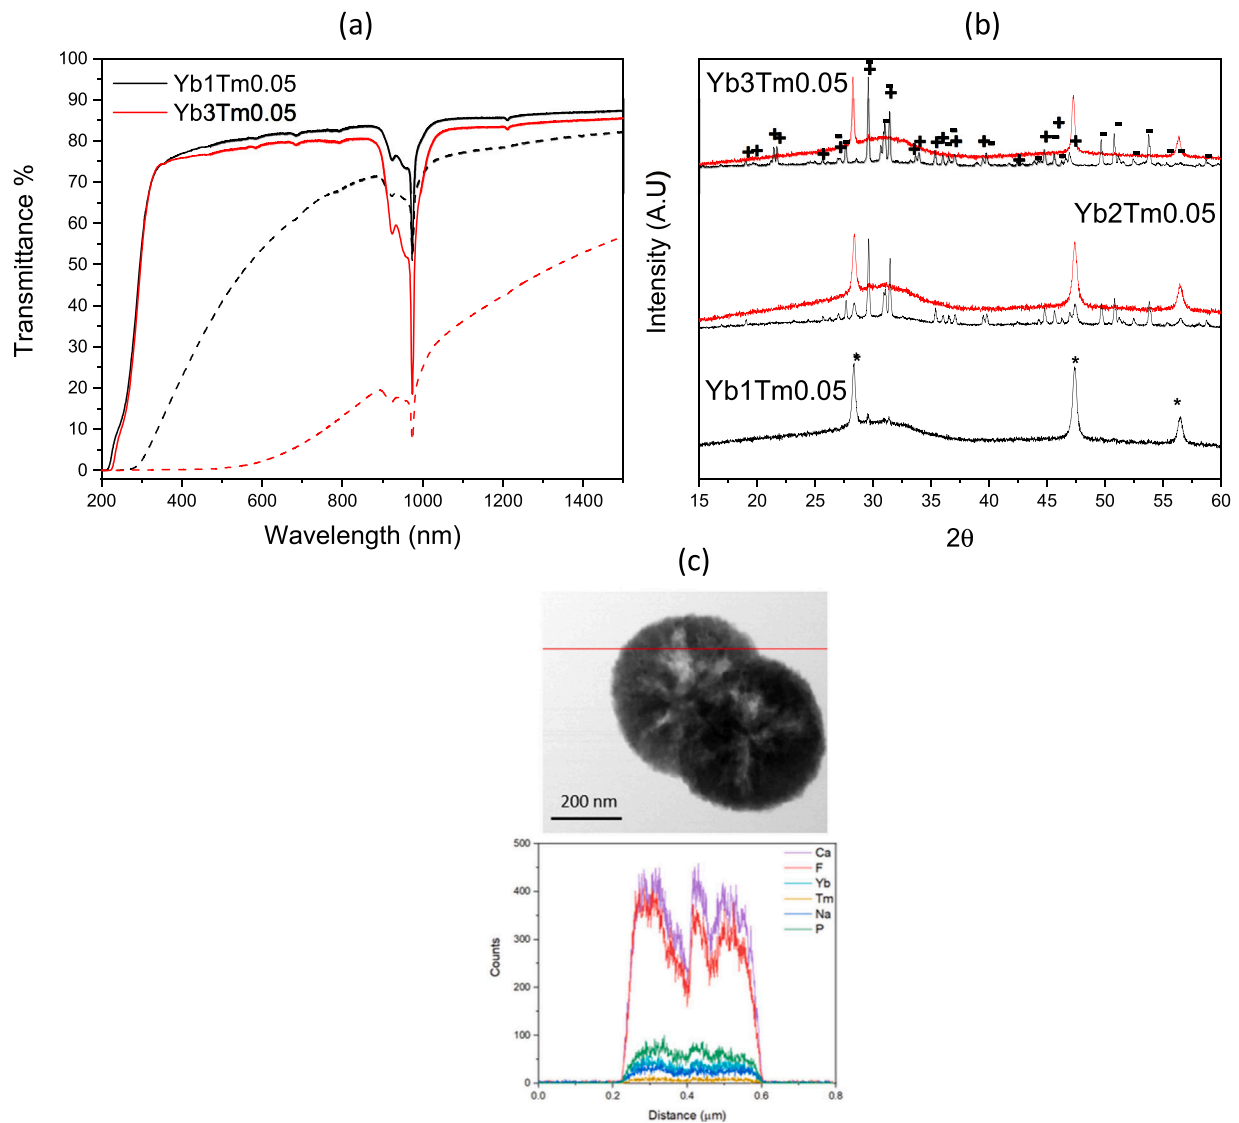 (a)
100
90
80
70
60
50
40
30
20
10
0
Transmittance %
Yb1Tm0.05
Yb3Tm0.05
200 400 600 800 1000 1200 1400
Wavelength (nm)
(b)
Intensity (A.U)
Yb3Tm0.05
Yb2Tm0.05
Yb1Tm0.05
* * *
15 20 25 30 35 40 45 50 55 60
2θ
(c)
200 nm
500
400
300
200
100
0
Counts
Ca
F
Yb
Tm
Na
P
0.0 0.2 0.4 0.6 0.8
Distance (μm)